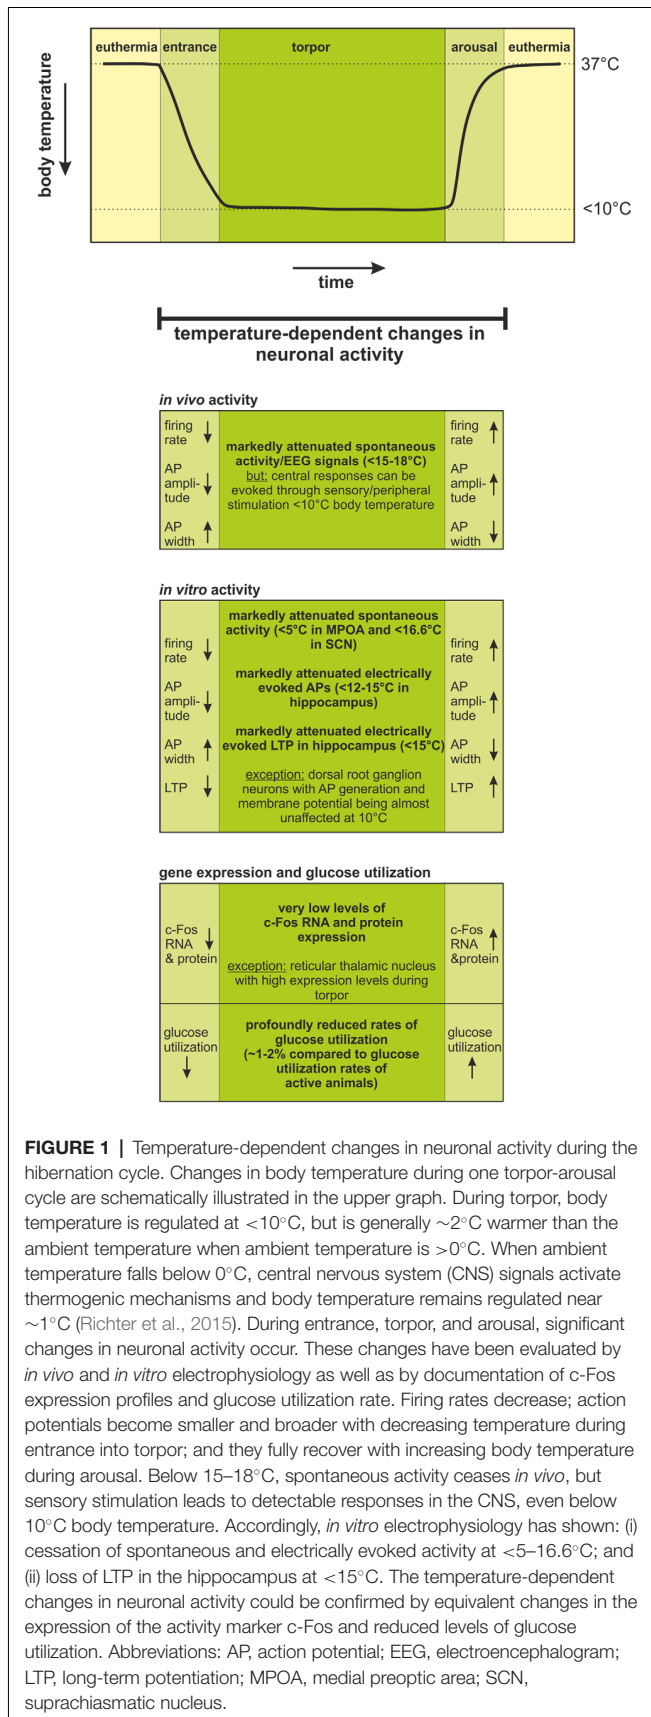 euthermia entrance torpor arousal euthermia
37°C
body temperature
<10°C
time
temperature-dependent changes in
neuronal activity
in vivo activity
firing
rate
AP
ampli-
tude
AP
width
markedly attenuated spontaneous
activity/EEG signals (<15-18°C)
but: central responses can be
evoked through sensory/peripheral
stimulation <10°C body temperature
firing
rate
AP
ampli-
tude
AP
width
in vitro activity
firing
rate
AP
ampli-
tude
AP
width
LTP
markedly attenuated spontaneous
activity (<5°C in MPOA and <16.6°C
in SCN)
markedly attenuated electrically
evoked APs (<12-15°C in
hippocampus)
markedly attenuated electrically
evoked LTP in hippocampus (<15°C)
exception: dorsal root ganglion
neurons with AP generation and
membrane potential being almost
unaffected at 10°C
firing
rate
AP
ampli-
tude
AP
width
LTP
gene expression and glucose utilization
c-Fos
RNA
& protein
very low levels of
c-Fos RNA and protein
expression
exception: reticular thalamic nucleus
with high expression levels during
torpor
c-Fos
RNA
&protein
glucose
utilization
profoundly reduced rates of
glucose utilization
(~1-2% compared to glucose
utilization rates of
active animals)
glucose
utilization
FIGURE 1 | Temperature-dependent changes in neuronal activity during the
hibernation cycle. Changes in body temperature during one torpor-arousal
cycle are schematically illustrated in the upper graph. During torpor, body
temperature is regulated at <10°C, but is generally ∼2°C warmer than the
ambient temperature when ambient temperature is >0°C. When ambient
temperature falls below 0°C, central nervous system (CNS) signals activate
thermogenic mechanisms and body temperature remains regulated near
∼1°C (Richter et al., 2015). During entrance, torpor, and arousal, significant
changes in neuronal activity occur. These changes have been evaluated by
in vivo and in vitro electrophysiology as well as by documentation of c-Fos
expression profiles and glucose utilization rate. Firing rates decrease; action
potentials become smaller and broader with decreasing temperature during
entrance into torpor; and they fully recover with increasing body temperature
during arousal. Below 15–18°C, spontaneous activity ceases in vivo, but
sensory stimulation leads to detectable responses in the CNS, even below
10°C body temperature. Accordingly, in vitro electrophysiology has shown: (i)
cessation of spontaneous and electrically evoked activity at <5–16.6°C; and
(ii) loss of LTP in the hippocampus at <15°C. The temperature-dependent
changes in neuronal activity could be confirmed by equivalent changes in the
expression of the activity marker c-Fos and reduced levels of glucose
utilization. Abbreviations: AP, action potential; EEG, electroencephalogram;
LTP, long-term potentiation; MPOA, medial preoptic area; SCN,
suprachiasmatic nucleus.